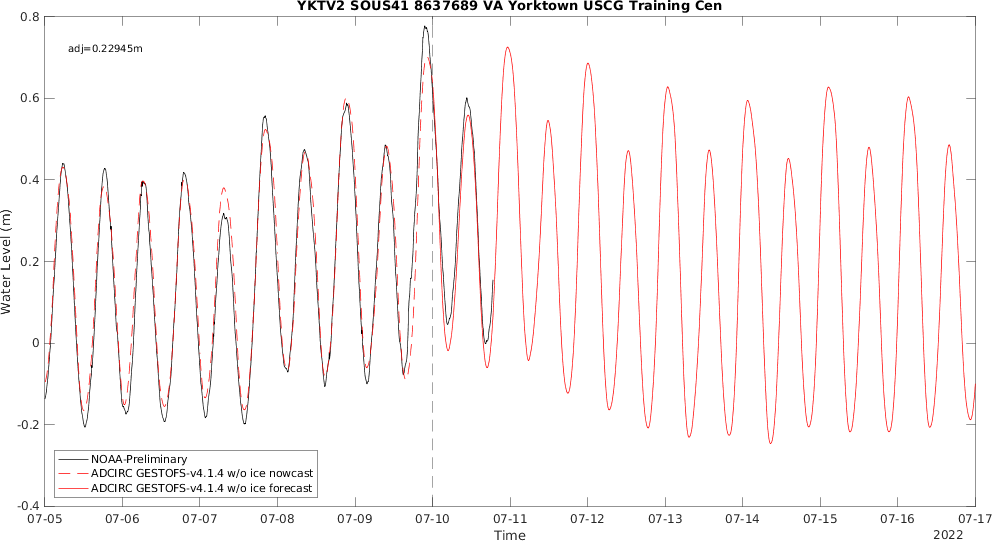 YKTV2 SOUS41 8637689 VA Yorktown USCG Training Cen
adj=0.22945m
0.8
0.6
0.4
0.2
0
-0.2
-0.4
Water Level (m)
NOAA-Preliminary
ADCIRC GESTOFS-v4.1.4 w/o ice nowcast
ADCIRC GESTOFS-v4.1.4 w/o ice forecast
07-05 07-06 07-07 07-08 07-09 07-10 07-11 07-12 07-13 07-14 07-15 07-16 07-17
Time
2022